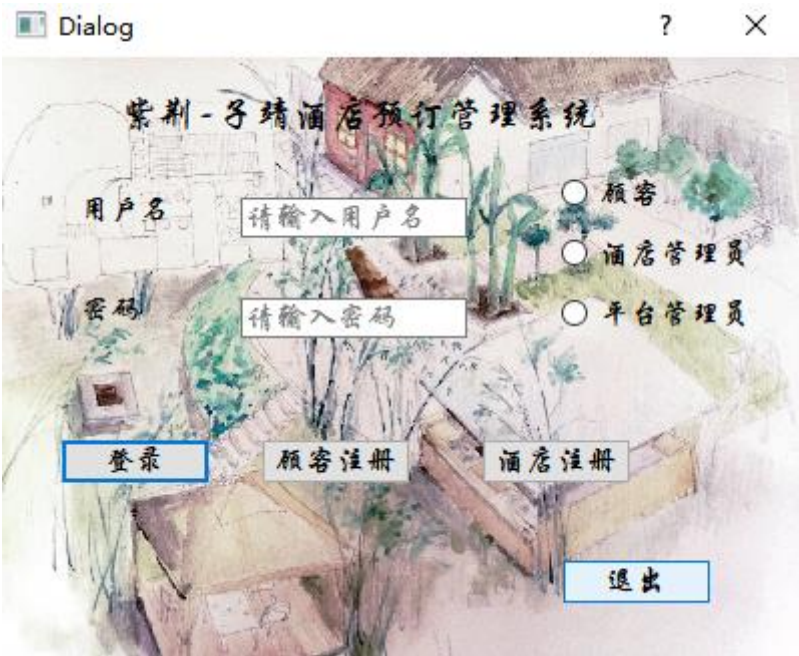 Dialog
?
紫荆-子靖酒店预订管理系统
用户名
请输入用户名
顾客
酒店管理员
密码
请输入密码
平台管理员
登录
顾客注册
酒店注册
退出